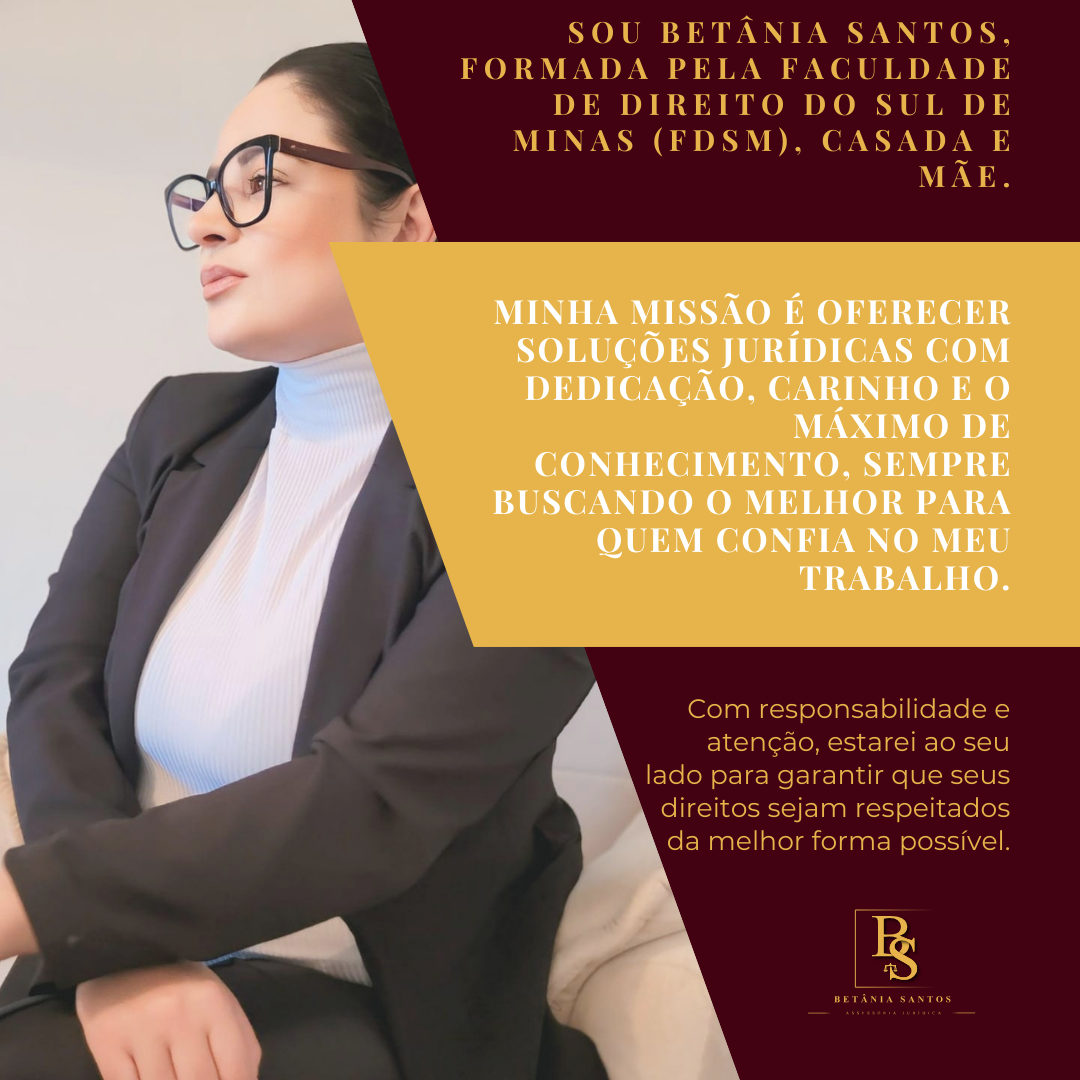 SOU BETÂNIA SANTOS,
FORMADA PELA FACULDADE
DE DIREITO DO SUL DE
MINAS (FDSM), CASADA E
MÃE.
MINHA MISSÃO É OFERECER
SOLUÇÕES JURÍDICAS COM
DEDICAÇÃO, CARINHO E O
MÁXIMO DE
CONHECIMENTO, SEMPRE
BUSCANDO O MELHOR PARA
QUEM CONFIA NO MEU
TRABALHO.
Com responsabilidade e
atenção, estarei ao seu
lado para garantir que seus
direitos sejam respeitados
da melhor forma possível.
BS
BETÂNIA SANTOS
ASSESSORIA JURÍDICA